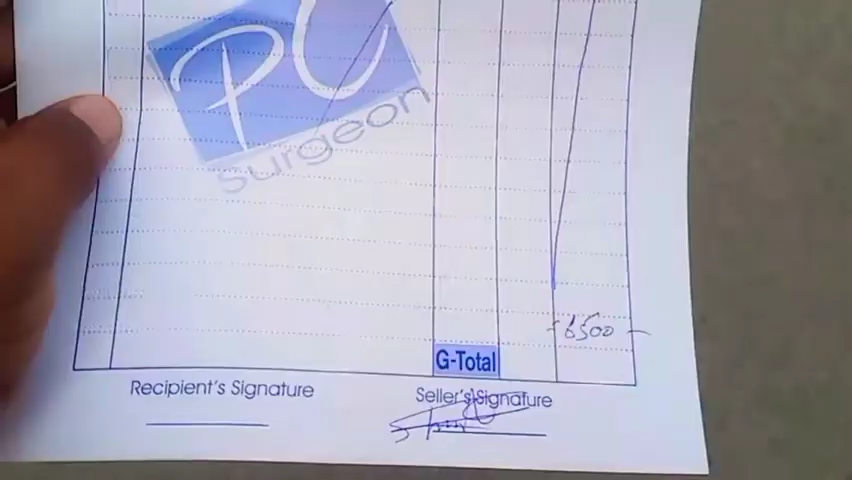 PC
Surgeon
6500
G-Total
Recipient's Signature
Seller's Signature